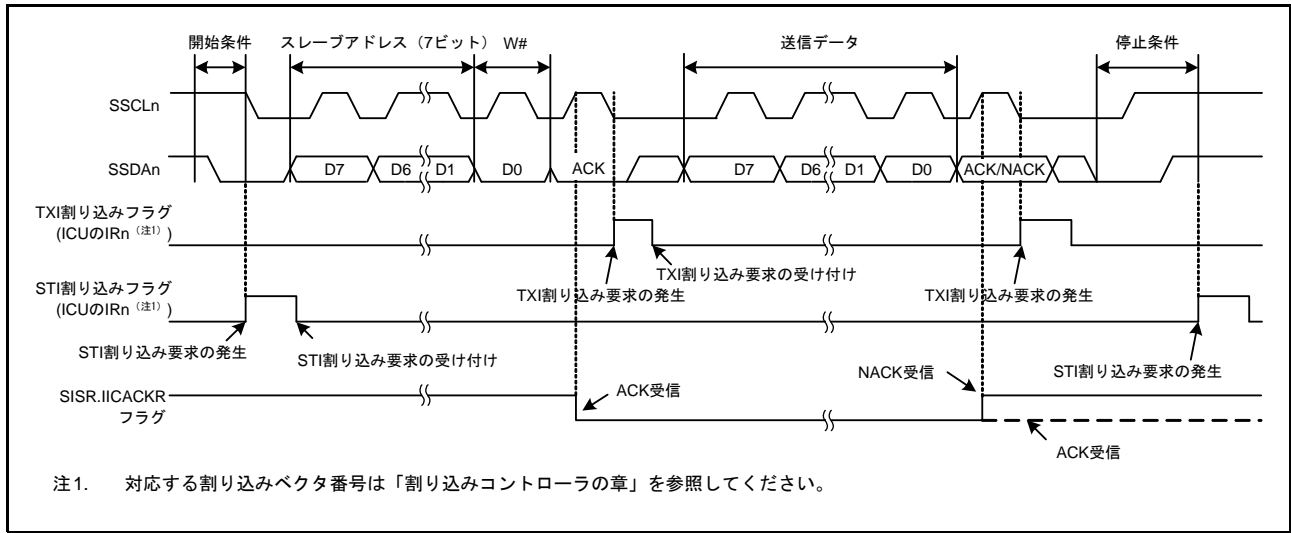 開始条件 スレーブアドレス（7ビット） W# 送信データ 停止条件
SSCLn
SSDAn D7 D6 D1 D0 ACK D7 D6 D1 D0 ACK/NACK
TXI割り込みフラグ
(ICUのIRn（注1）)
TXI割り込み要求の受け付け
TXI割り込み要求の発生 TXI割り込み要求の発生
STI割り込みフラグ
(ICUのIRn（注1）)
STI割り込み要求の発生 STI割り込み要求の受け付け STI割り込み要求の発生
SISR.IICACKR
フラグ
ACK受信 NACK受信
ACK受信
注1. 対応する割り込みベクタ番号は「割り込みコントローラの章」を参照してください。